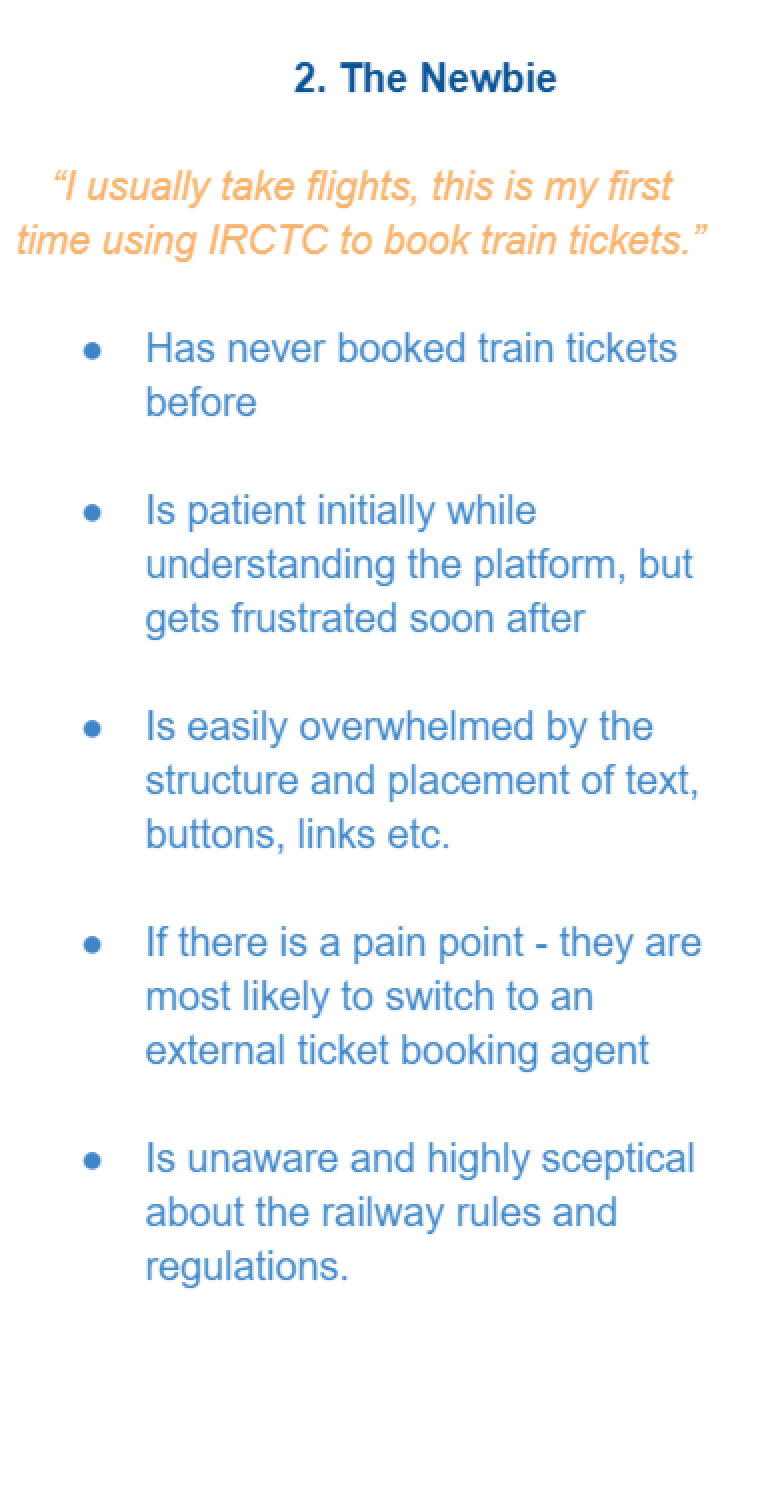 2. The Newbie
“I usually take flights, this is my first
time using IRCTC to book train tickets.”
● Has never booked train tickets
before
● Is patient initially while
understanding the platform, but
gets frustrated soon after
● Is easily overwhelmed by the
structure and placement of text,
buttons, links etc.
● If there is a pain point - they are
most likely to switch to an
external ticket booking agent
● Is unaware and highly sceptical
about the railway rules and
regulations.